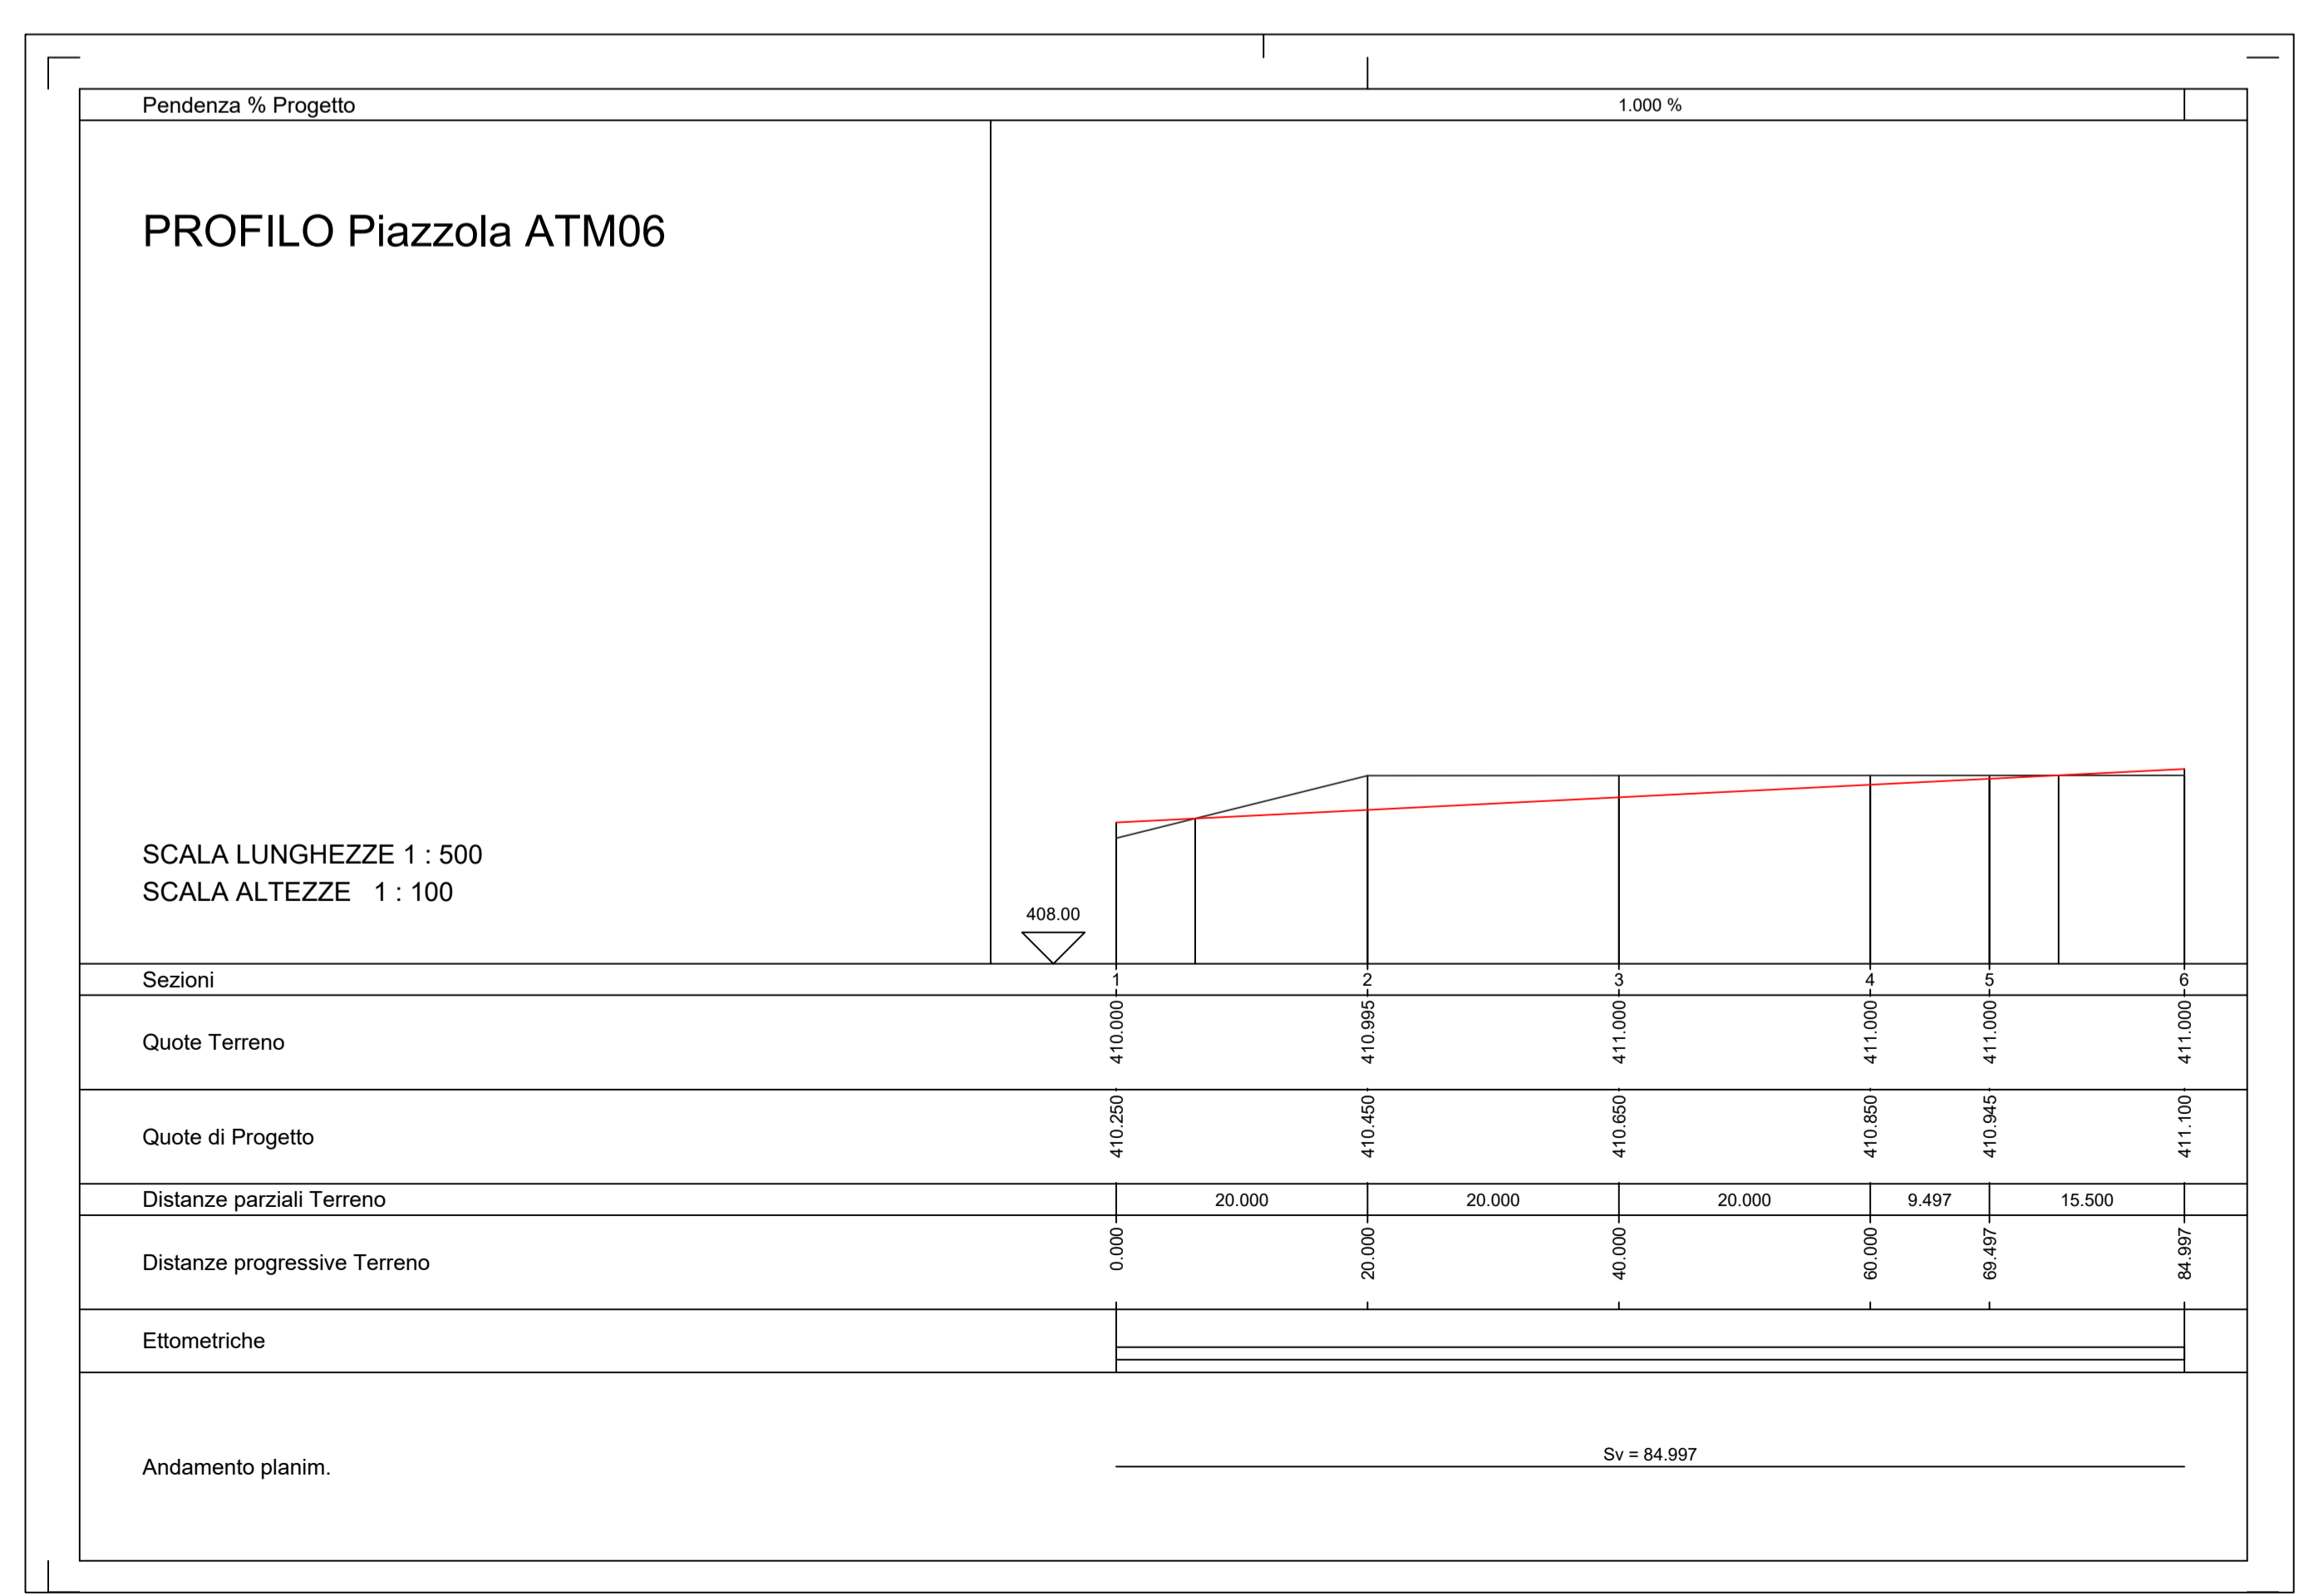 Pendenza % Progetto 1.000 %
PROFILO Piazzola ATM06
SCALA LUNGHEZZE 1 : 500
SCALA ALTEZZE 1 : 100
408.00
Sezioni 1 2 3 4 5 6
Quote Terreno 410.000 410.995 411.000 411.000 411.000 411.000
Quote di Progetto 410.250 410.450 410.650 410.850 410.945 411.100
Distanze parziali Terreno 20.000 20.000 20.000 9.497 15.500
Distanze progressive Terreno 0.000 20.000 40.000 60.000 69.497 84.997
Ettometriche
Andamento planim. Sv = 84.997